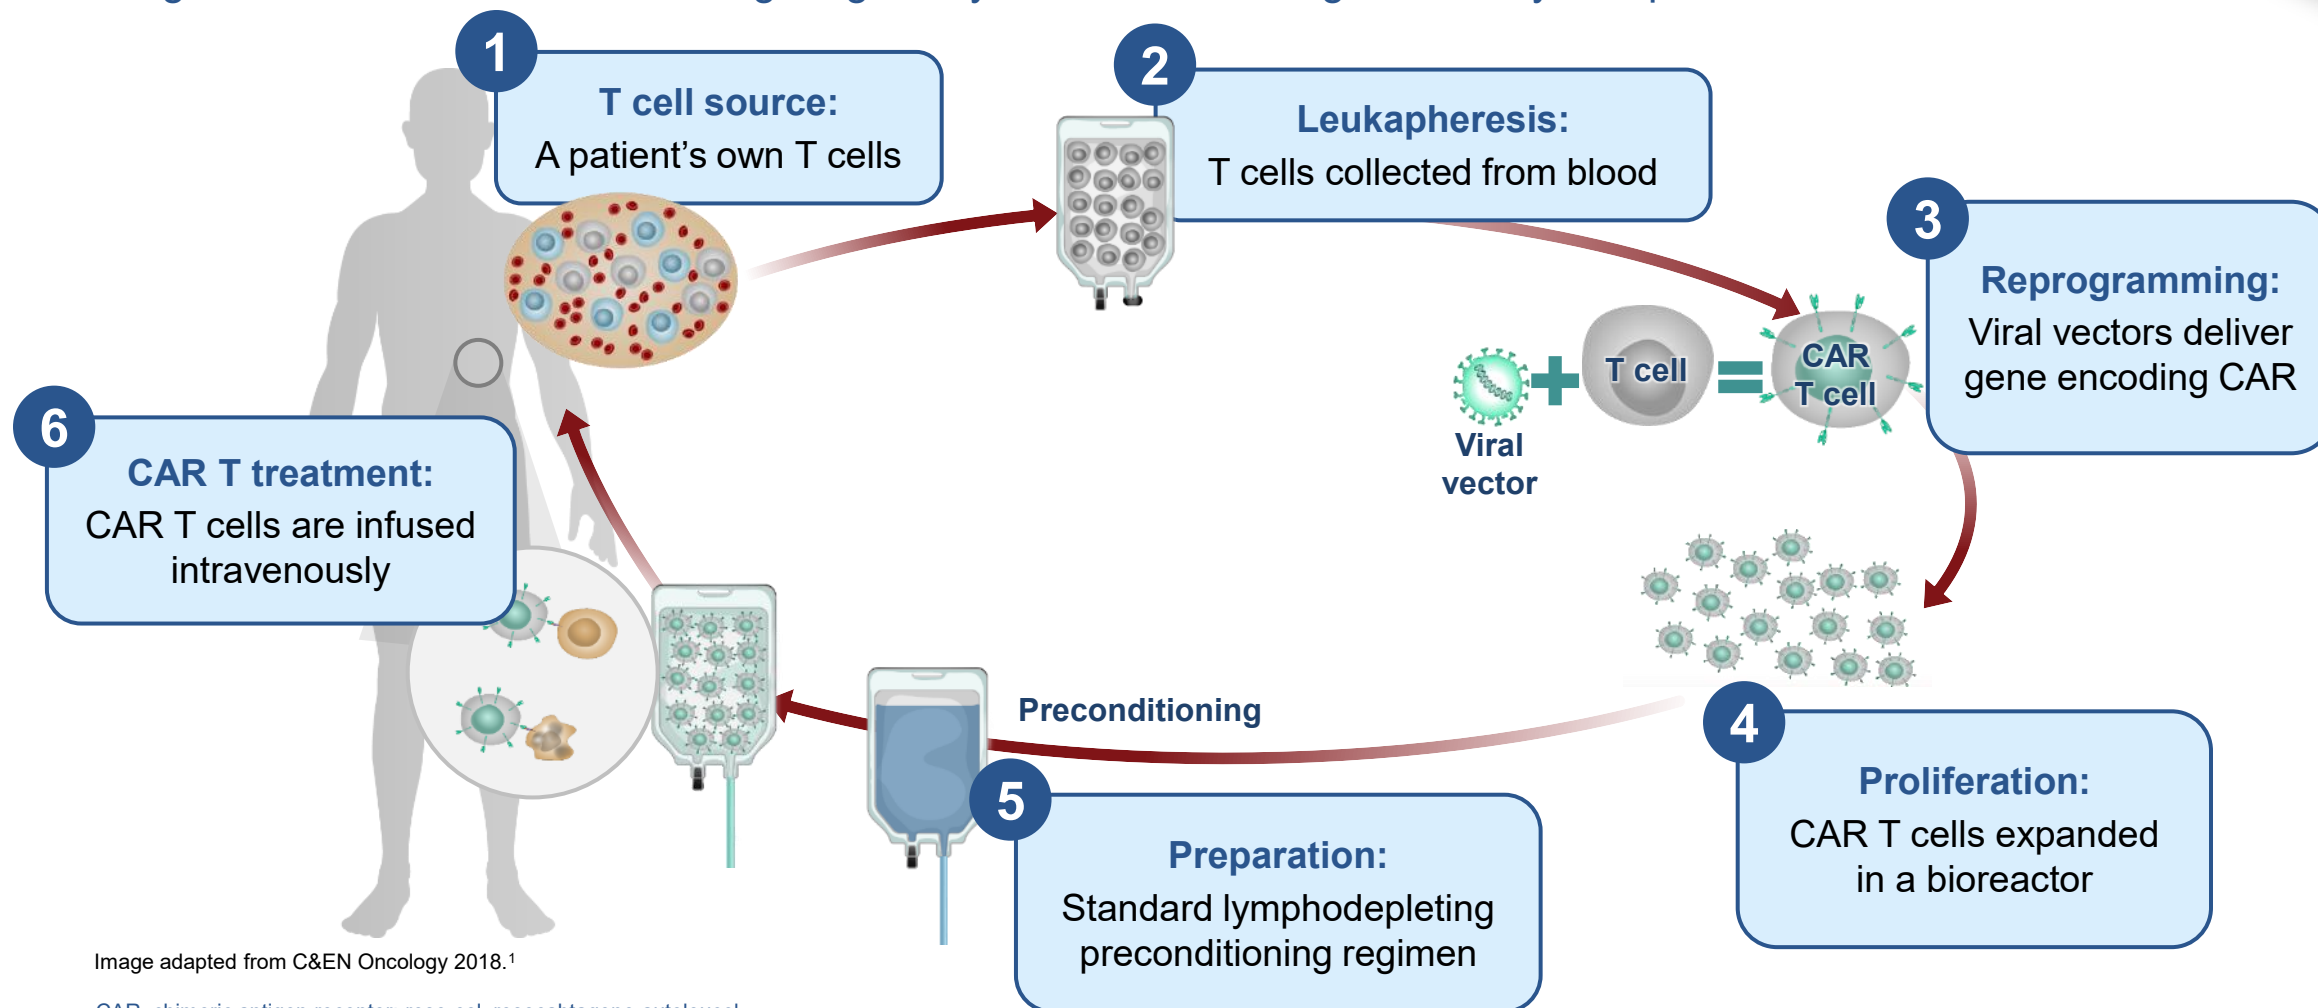 1
T cell source:
A patient's own T cells
2
Leukapheresis:
T cells collected from blood
3
Reprogramming:
Viral vectors deliver
gene encoding CAR
Viral
vector
T cell
CAR
T cell
4
Proliferation:
CAR T cells expanded
in a bioreactor
Preconditioning
5
Preparation:
Standard lymphodepleting
preconditioning regimen
6
CAR T treatment:
CAR T cells are infused
intravenously
Image adapted from C&EN Oncology 2018.¹